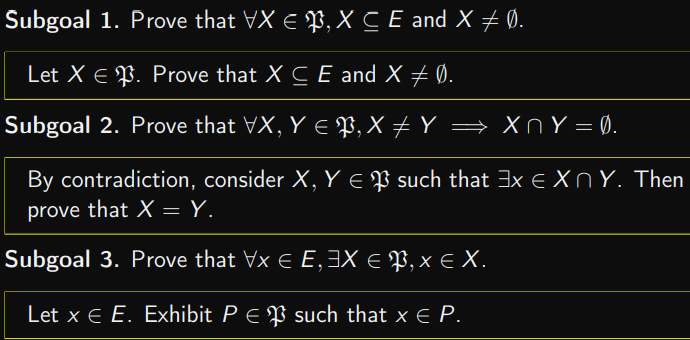 Subgoal 1. Prove that ∀X ∈ 𝔓, X ⊆ E and X ≠ ∅.
Let X ∈ 𝔓. Prove that X ⊆ E and X ≠ ∅.
Subgoal 2. Prove that ∀X, Y ∈ 𝔓, X ≠ Y ⟹ X ∩ Y = ∅.
By contradiction, consider X, Y ∈ 𝔓 such that ∃x ∈ X ∩ Y. Then
prove that X = Y.
Subgoal 3. Prove that ∀x ∈ E, ∃X ∈ 𝔓, x ∈ X.
Let x ∈ E. Exhibit P ∈ 𝔓 such that x ∈ P.